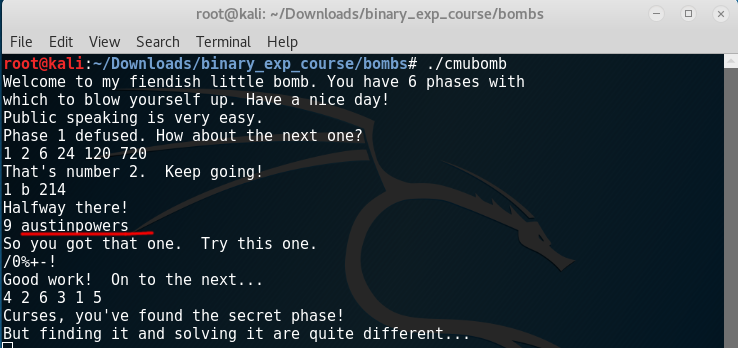 root@kali: ~/Downloads/binary_exp_course/bombs
File Edit View Search Terminal Help
root@kali:~/Downloads/binary_exp_course/bombs# ./cmubomb
Welcome to my fiendish little bomb. You have 6 phases with
which to blow yourself up. Have a nice day!
Public speaking is very easy.
Phase 1 defused. How about the next one?
1 2 6 24 120 720
That's number 2.  Keep going!
1 b 214
Halfway there!
9 austinpowers
So you got that one.  Try this one.
/0%+-!
Good work!  On to the next...
4 2 6 3 1 5
Curses, you've found the secret phase!
But finding it and solving it are quite different...